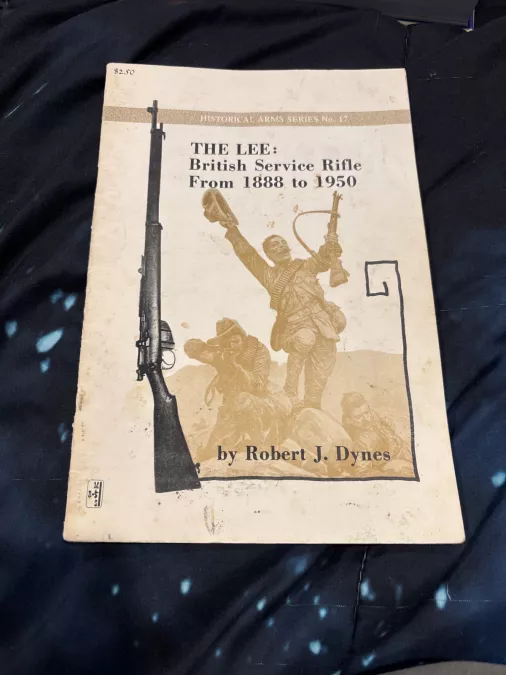 $2.50
HISTORICAL ARMS SERIES No. 17
THE LEE:
British Service Rifle
From 1888 to 1950
by Robert J. Dynes